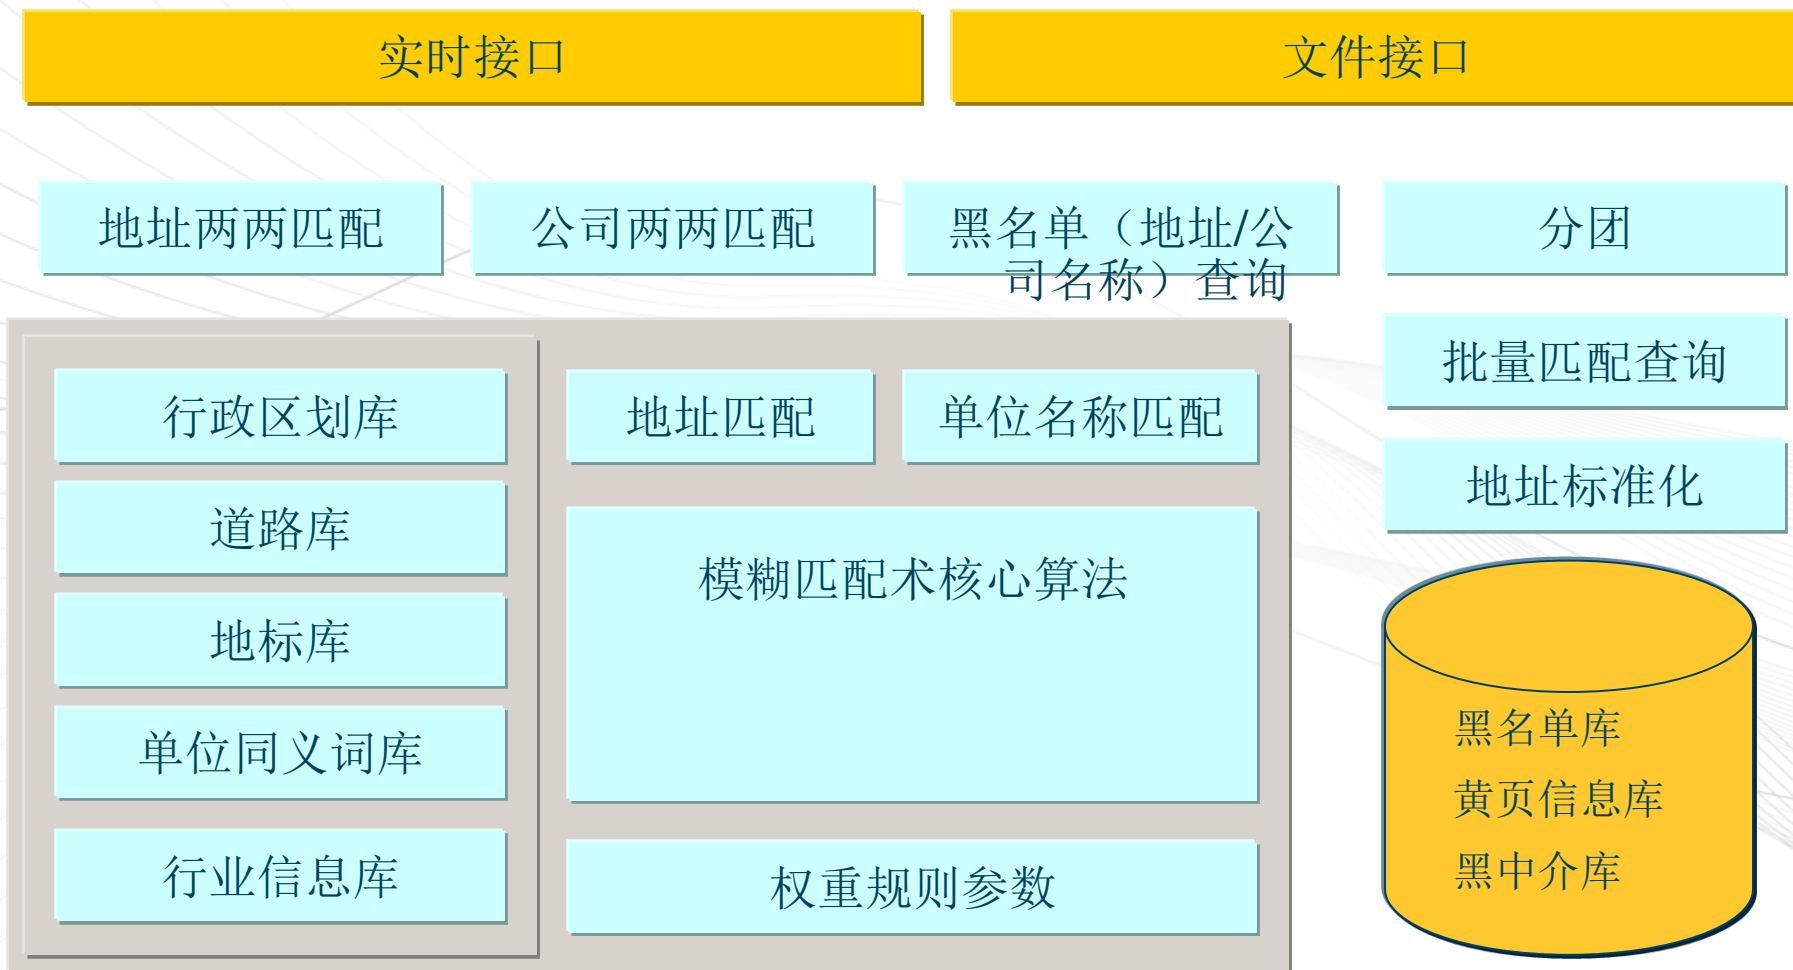 实时接口
文件接口
地址两两匹配
公司两两匹配
黑名单（地址/公
司名称）查询
分团
批量匹配查询
地址标准化
行政区划库
道路库
地标库
单位同义词库
行业信息库
地址匹配
单位名称匹配
模糊匹配术核心算法
权重规则参数
黑名单库
黄页信息库
黑中介库